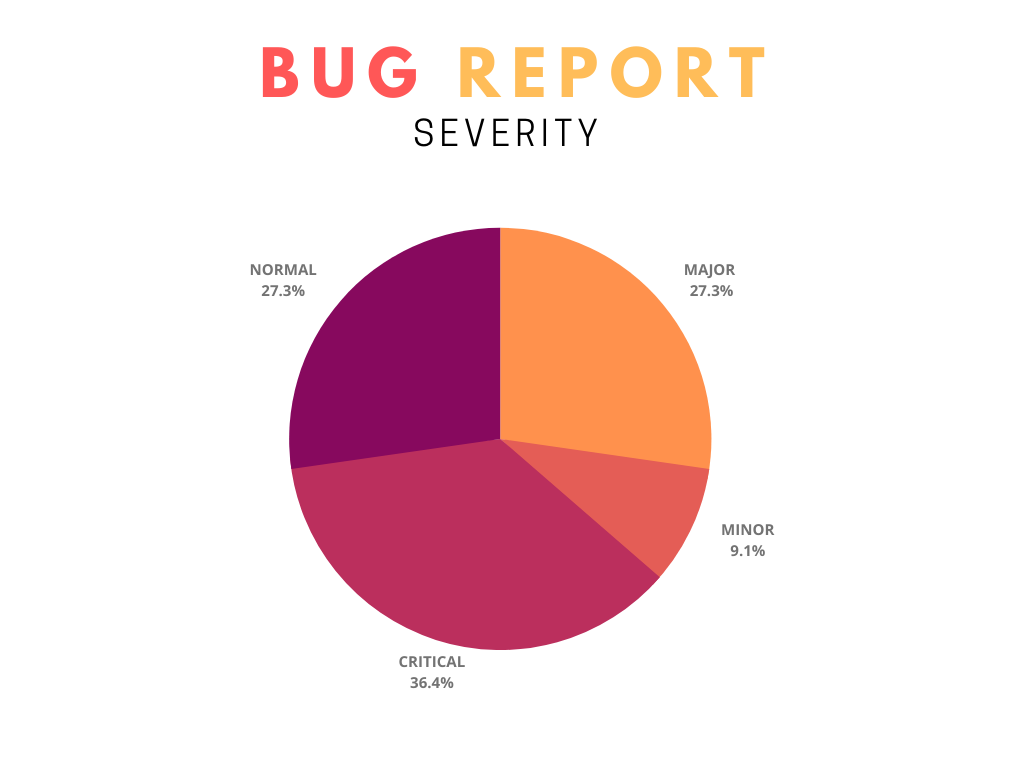 BUG REPORT
SEVERITY
NORMAL
27.3%
MAJOR
27.3%
MINOR
9.1%
CRITICAL
36.4%